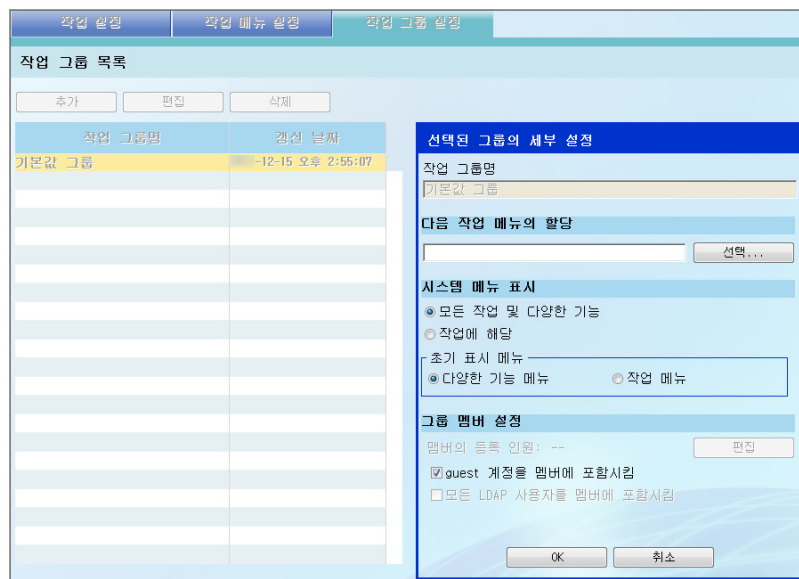 작업 설정
작업 메뉴 설정
작업 그룹 설정
작업 그룹 목록
추가
편집
삭제
작업 그룹명
갱신 날짜
기본값 그룹
-12-15 오후 2:55:07
선택된 그룹의 세부 설정
작업 그룹명
기본값 그룹
다음 작업 메뉴의 할당
선택...
시스템 메뉴 표시
모든 작업 및 다양한 기능
작업에 해당
초기 표시 메뉴
다양한 기능 메뉴
작업 메뉴
그룹 멤버 설정
맴버의 등록 인원: --
편집
guest 계정을 멤버에 포함시킴
모든 LDAP 사용자를 멤버에 포함시킴
OK
취소